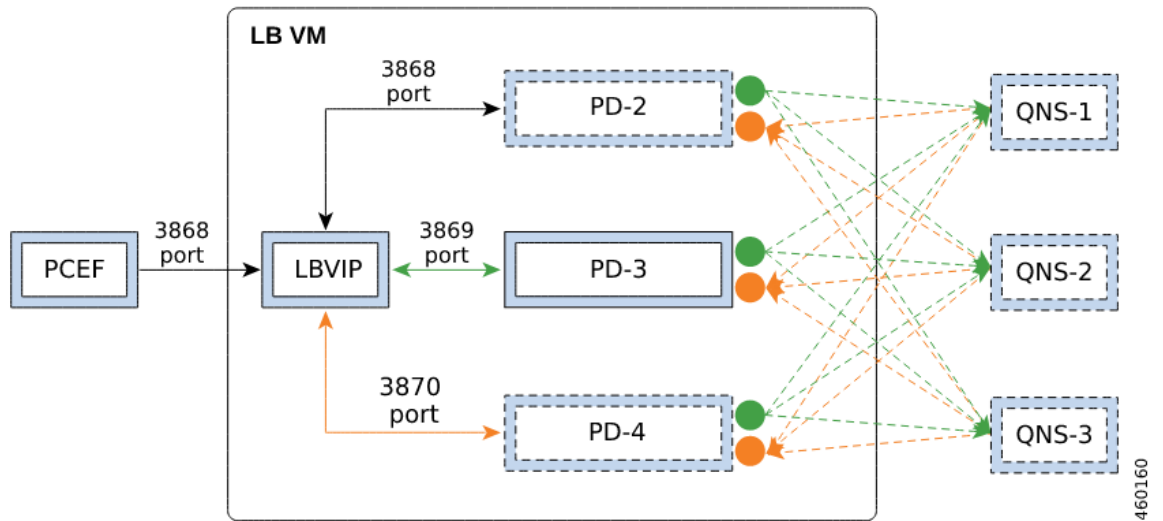 LB VM
3868
port
PD-2
QNS-1
3868
port
3869
port
PCEF
LBVIP
PD-3
QNS-2
3870
port
PD-4
QNS-3
460160